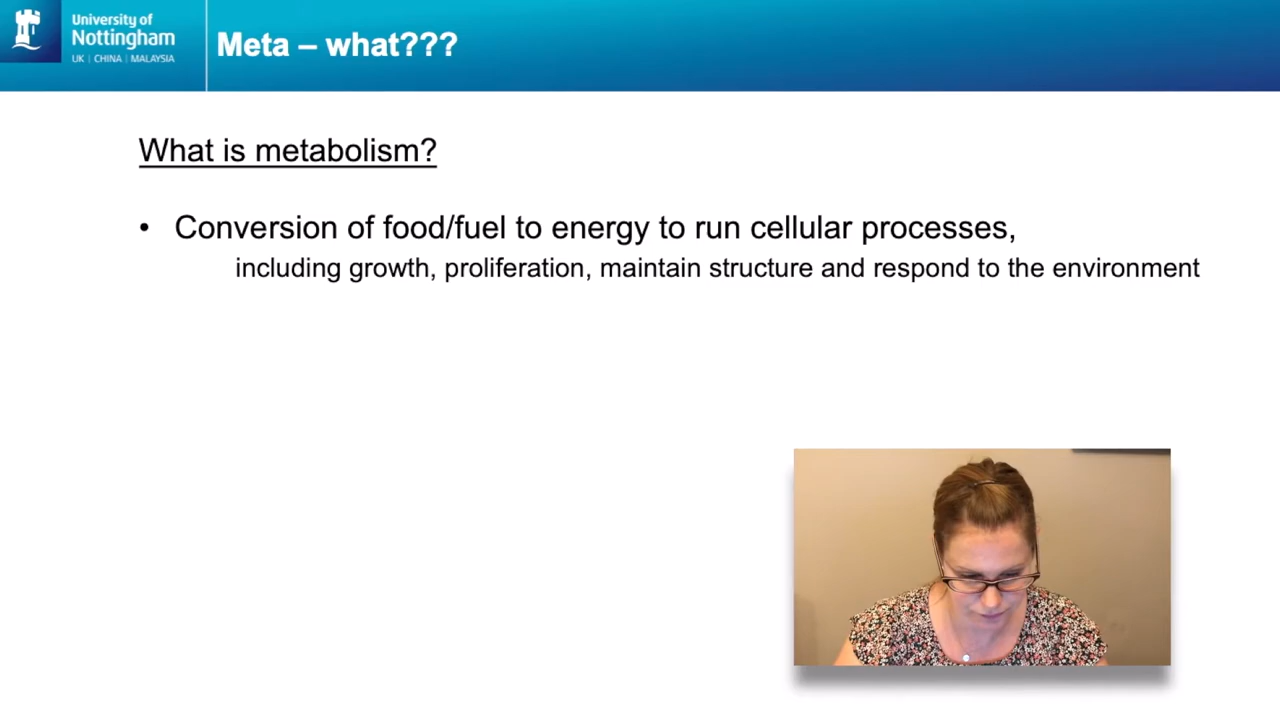 University of
Nottingham
UK | CHINA | MALAYSIA
Meta – what???
What is metabolism?
• Conversion of food/fuel to energy to run cellular processes,
including growth, proliferation, maintain structure and respond to the environment